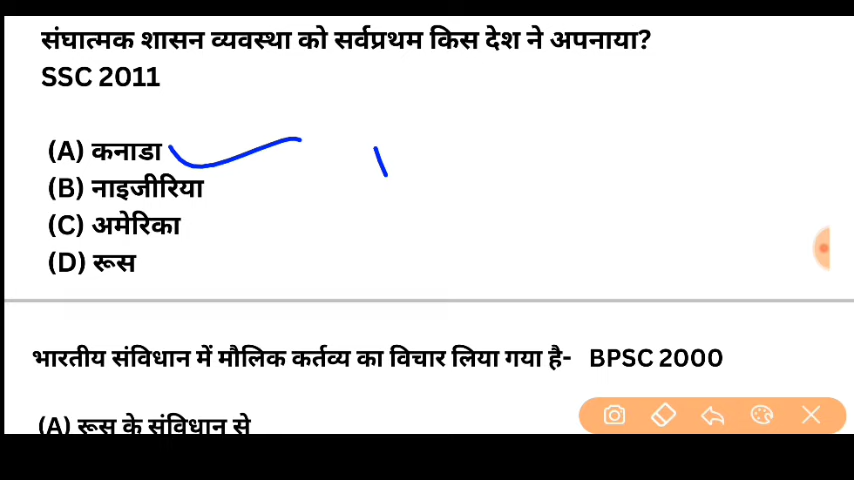 संघात्मक शासन व्यवस्था को सर्वप्रथम किस देश ने अपनाया?
SSC 2011
(A) कनाडा
(B) नाइजीरिया
(C) अमेरिका
(D) रूस
भारतीय संविधान में मौलिक कर्तव्य का विचार लिया गया है- BPSC 2000
(A) रूस के संविधान से